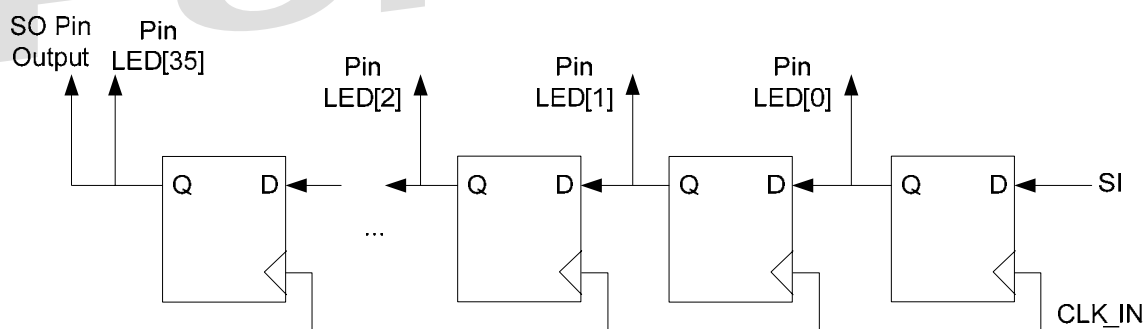 SO Pin
Output
Pin
LED[35]
Pin
LED[2]
Pin
LED[1]
Pin
LED[0]
Q D
...
Q D
Q D
Q D
SI
CLK_IN